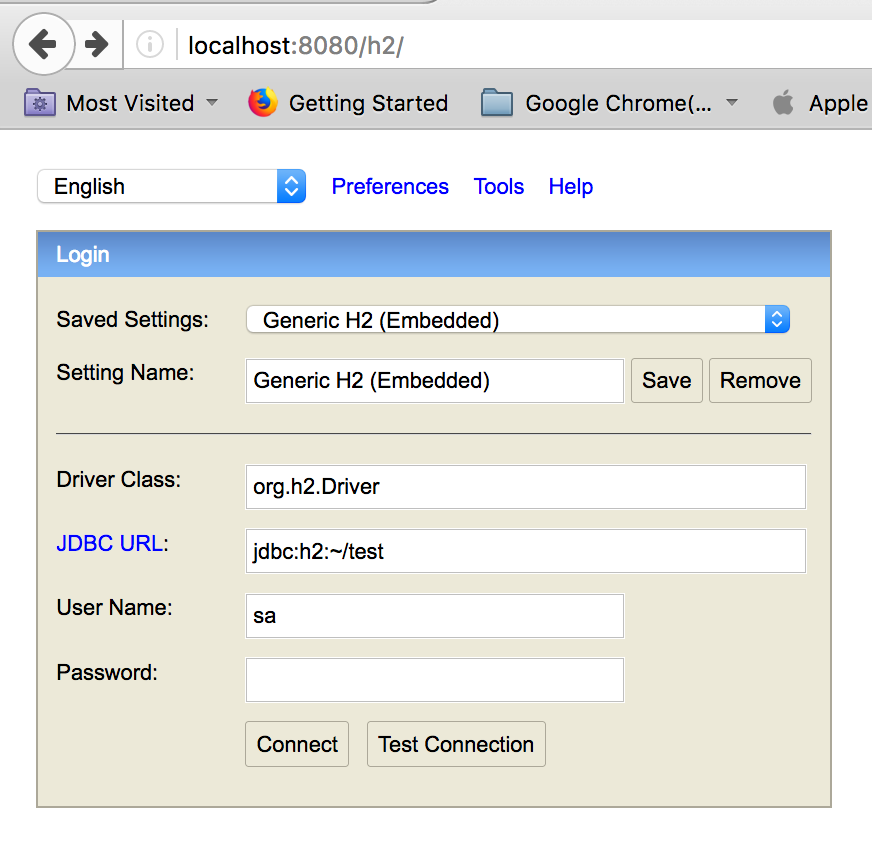 localhost:8080/h2/
Most Visited Getting Started Google Chrome(... Apple
English Preferences Tools Help
Login
Saved Settings: Generic H2 (Embedded)
Setting Name: Generic H2 (Embedded) Save Remove
Driver Class: org.h2.Driver
JDBC URL: jdbc:h2:~/test
User Name: sa
Password:
Connect Test Connection